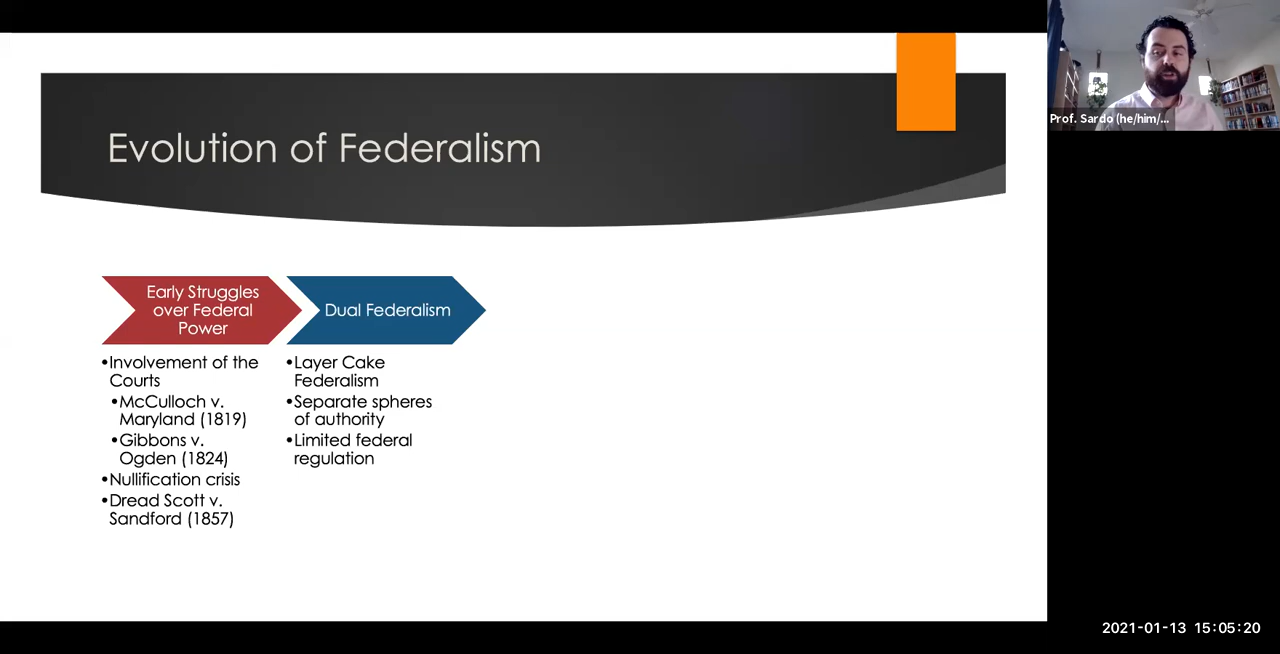 Evolution of Federalism
Prof. Sardo (he/him/...
Early Struggles
over Federal
Power
Dual Federalism
•Involvement of the
Courts
•McCulloch v.
Maryland (1819)
•Gibbons v.
Ogden (1824)
•Nullification crisis
•Dread Scott v.
Sandford (1857)
•Layer Cake
Federalism
•Separate spheres
of authority
•Limited federal
regulation
2021-01-13 15:05:20